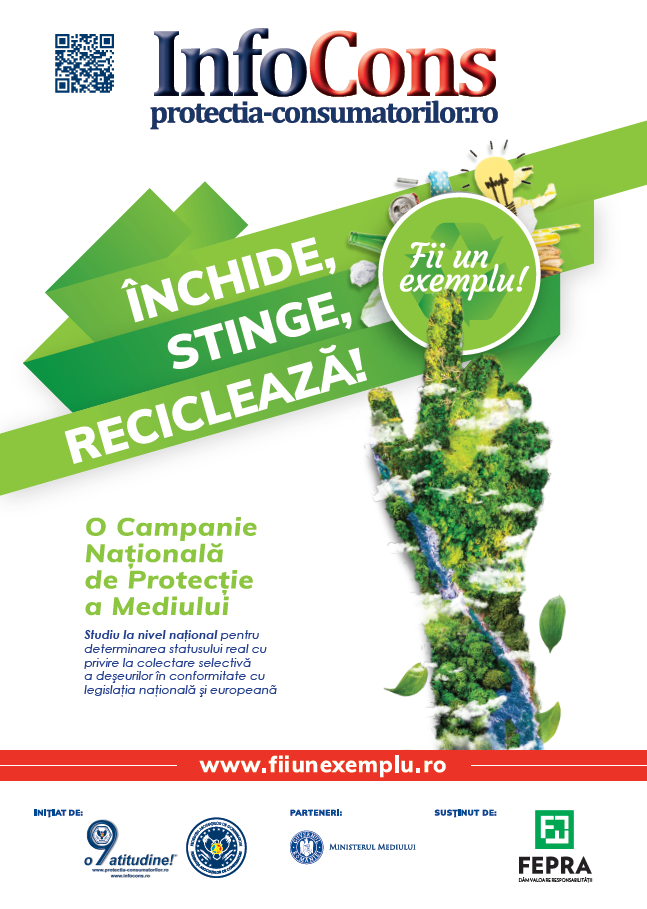 InfoCons
protectia-consumatorilor.ro
Fii un
exemplu!
ÎNCHIDE,
STINGE,
RECICLEAZĂ!
O Campanie
Națională
de Protecție
a Mediului
Studiu la nivel național pentru
determinarea statusului real cu
privire la colectare selectivă
a deșeurilor în conformitate cu
legislația națională și europeană
www.fiiunexemplu.ro
INIȚIAT DE:
PARTENERI:
SUSȚINUT DE:
o9atitudine!
www.protectia-consumatorilor.ro
www.infocons.ro
GUVERNUL ROMÂNIEI
MINISTERUL MEDIULUI
FEPRA
DĂM VALOARE RESPONSABILITĂȚII